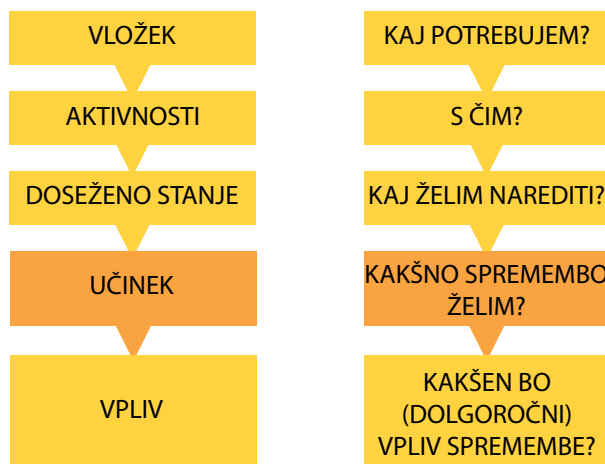 VLOŽEK
AKTIVNOSTI
DOSEŽENO STANJE
UČINEK
VPLIV
KAJ POTREBUJEM?
S ČIM?
KAJ ŽELIM NAREDITI?
KAKŠNO SPREMEMBO
ŽELIM?
KAKŠEN BO
(DOLGOROČNI)
VPLIV SPREMEMBE?